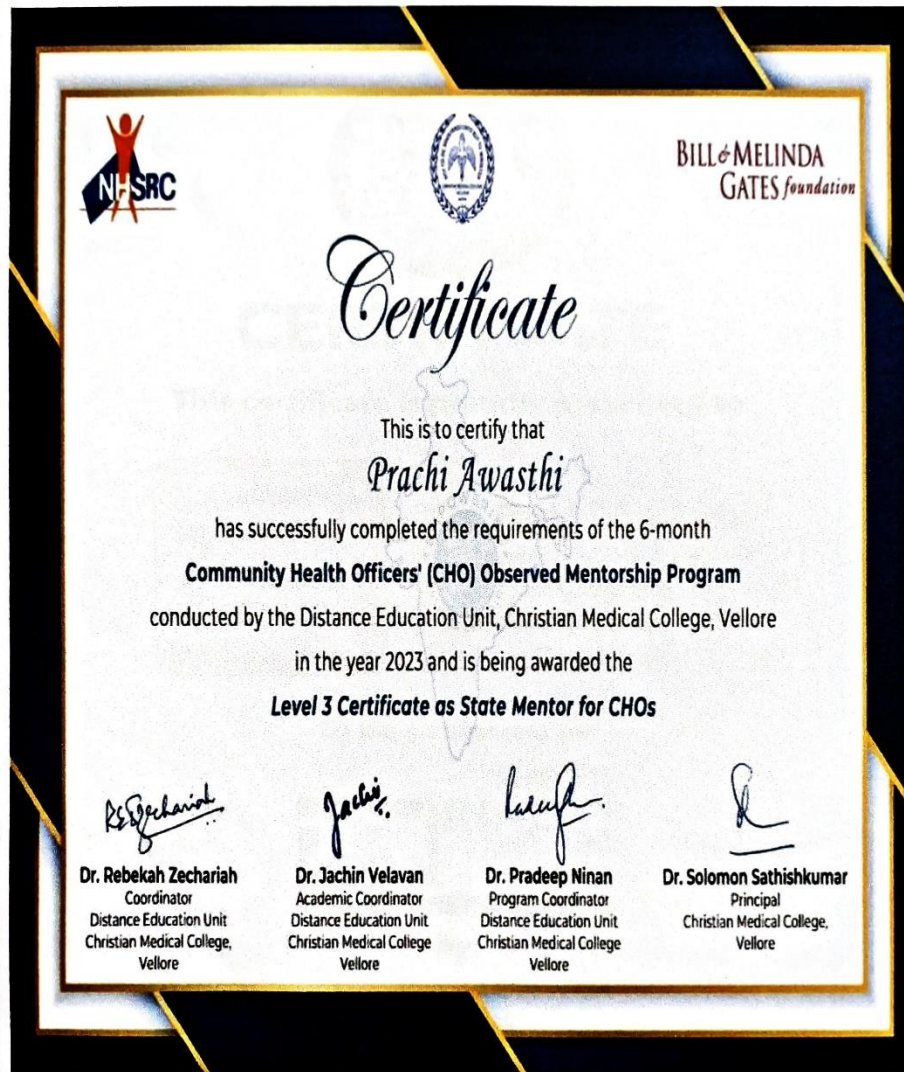 NHSRC
BILL & MELINDA
GATES foundation
Certificate
This is to certify that
Prachi Awasthi
has successfully completed the requirements of the 6-month
Community Health Officers' (CHO) Observed Mentorship Program
conducted by the Distance Education Unit, Christian Medical College, Vellore
in the year 2023 and is being awarded the
Level 3 Certificate as State Mentor for CHOs
Dr. Rebekah Zechariah
Coordinator
Distance Education Unit
Christian Medical College,
Vellore
Dr. Jachin Velavan
Academic Coordinator
Distance Education Unit
Christian Medical College
Vellore
Dr. Pradeep Ninan
Program Coordinator
Distance Education Unit
Christian Medical College
Vellore
Dr. Solomon Sathishkumar
Principal
Christian Medical College,
Vellore